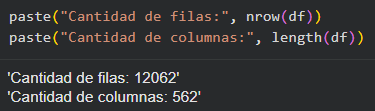 paste("Cantidad de filas:", nrow(df))
paste("Cantidad de columnas:", length(df))
'Cantidad de filas: 12062'
'Cantidad de columnas: 562'